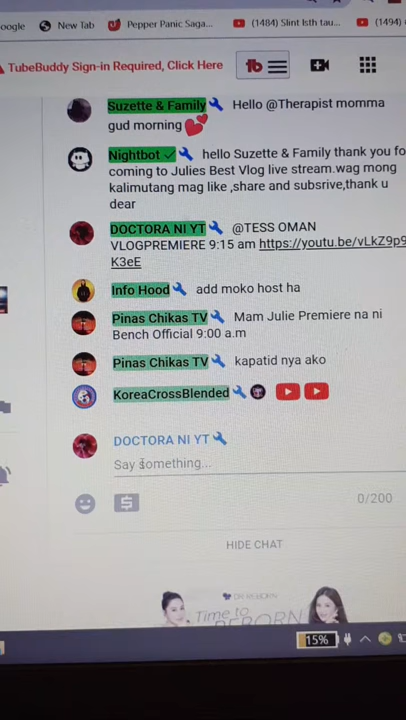 oogle New Tab Pepper Panic Saga... (1484) Slint Isth tau... (1494)
TubeBuddy Sign-in Required, Click Here tb
Suzette & Family Hello @Therapist momma
gud morning
Nightbot hello Suzette & Family thank you fo
coming to Julies Best Vlog live stream.wag mong
kalimutang mag like ,share and subsrive,thank u
dear
DOCTORA NI YT @TESS OMAN
VLOGPREMIERE 9:15 am https://youtu.be/vLkZ9p9
K3eE
Info Hood add moko host ha
Pinas Chikas TV Mam Julie Premiere na ni
Bench Official 9:00 a.m
Pinas Chikas TV kapatid nya ako
KoreaCrossBlended
DOCTORA NI YT
Say something...
0/200
HIDE CHAT
Time to
15%